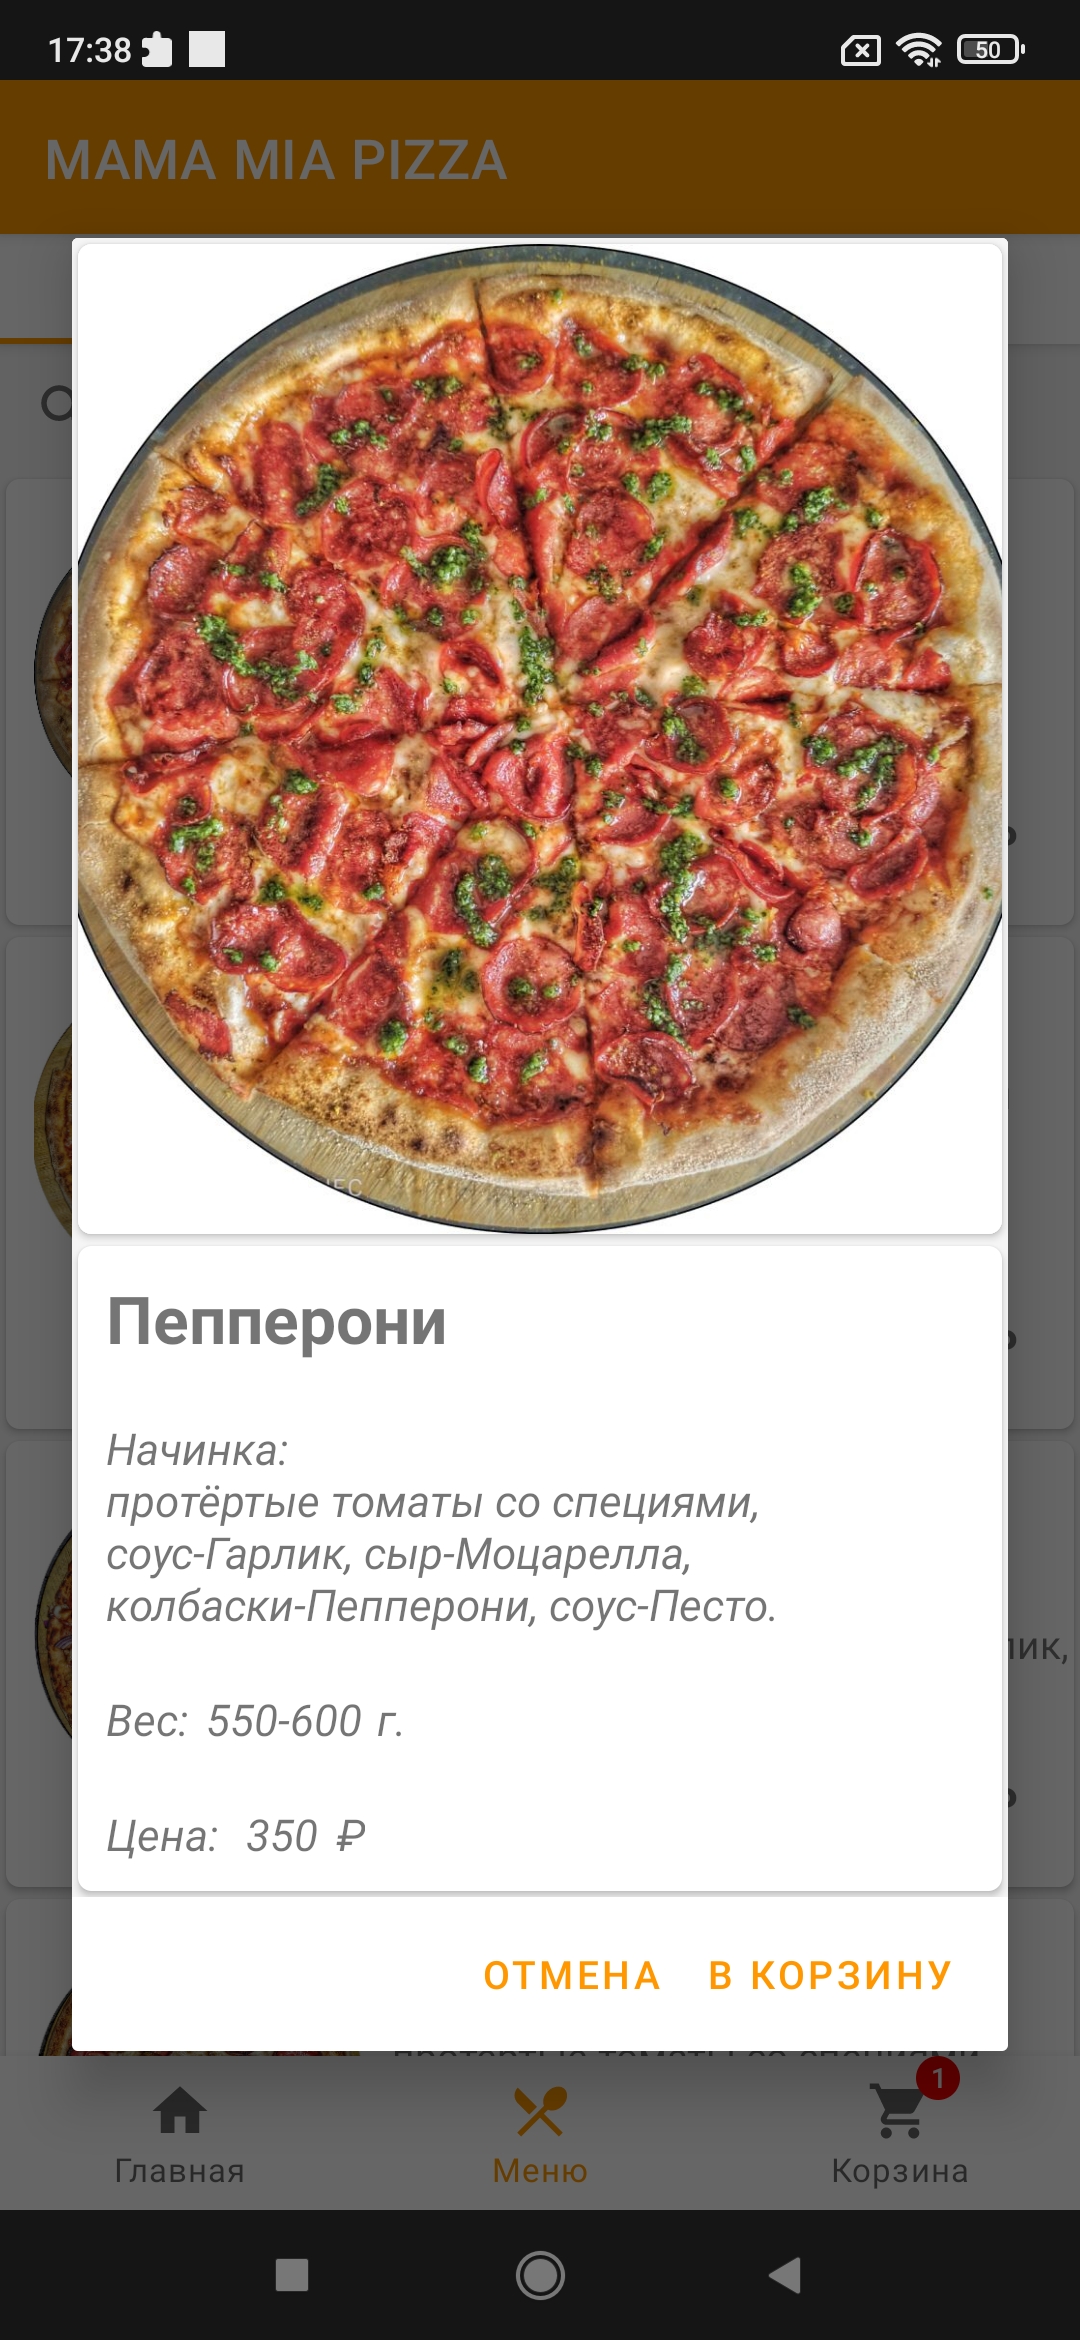 17:38
50
MAMA MIA PIZZA
Пепперони
Начинка:
протёртые томаты со специями,
соус-Гарлик, сыр-Моцарелла,
колбаски-Пепперони, соус-Песто.
Вес: 550-600 г.
Цена: 350 ₽
ОТМЕНА В КОРЗИНУ
1
Главная Меню Корзина